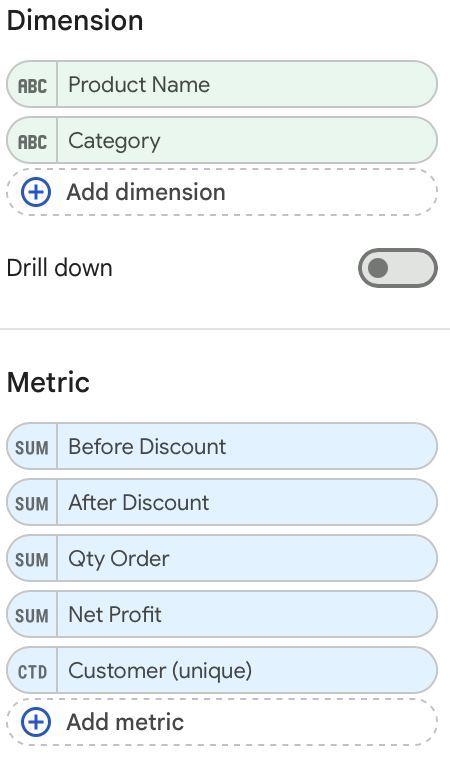 Dimension
ABC Product Name
ABC Category
Add dimension
Drill down
Metric
SUM Before Discount
SUM After Discount
SUM Qty Order
SUM Net Profit
CTD Customer (unique)
Add metric